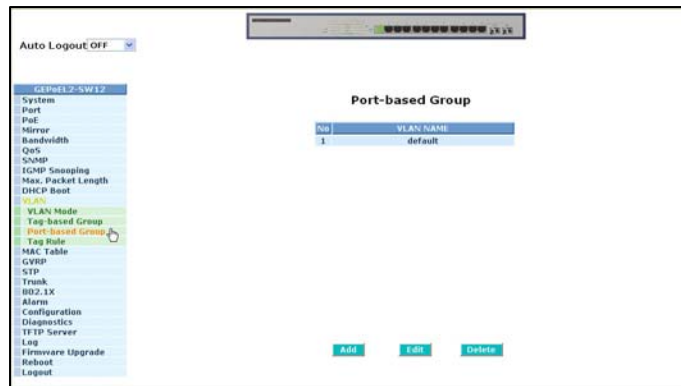 Auto Logout OFF
GEPoEL2-SW12
System
Port
PoE
Mirror
Bandwidth
QoS
SNMP
IGMP Snooping
Max. Packet Length
DHCP Boot
VLAN
VLAN Mode
Tag-based Group
Port-based Group
Tag Rule
MAC Table
GVRP
STP
Trunk
802.1X
Alarm
Configuration
Diagnostics
TFTP Server
Log
Firmware Upgrade
Reboot
Logout
Port-based Group
No VLAN NAME
1 default
Add Edit Delete